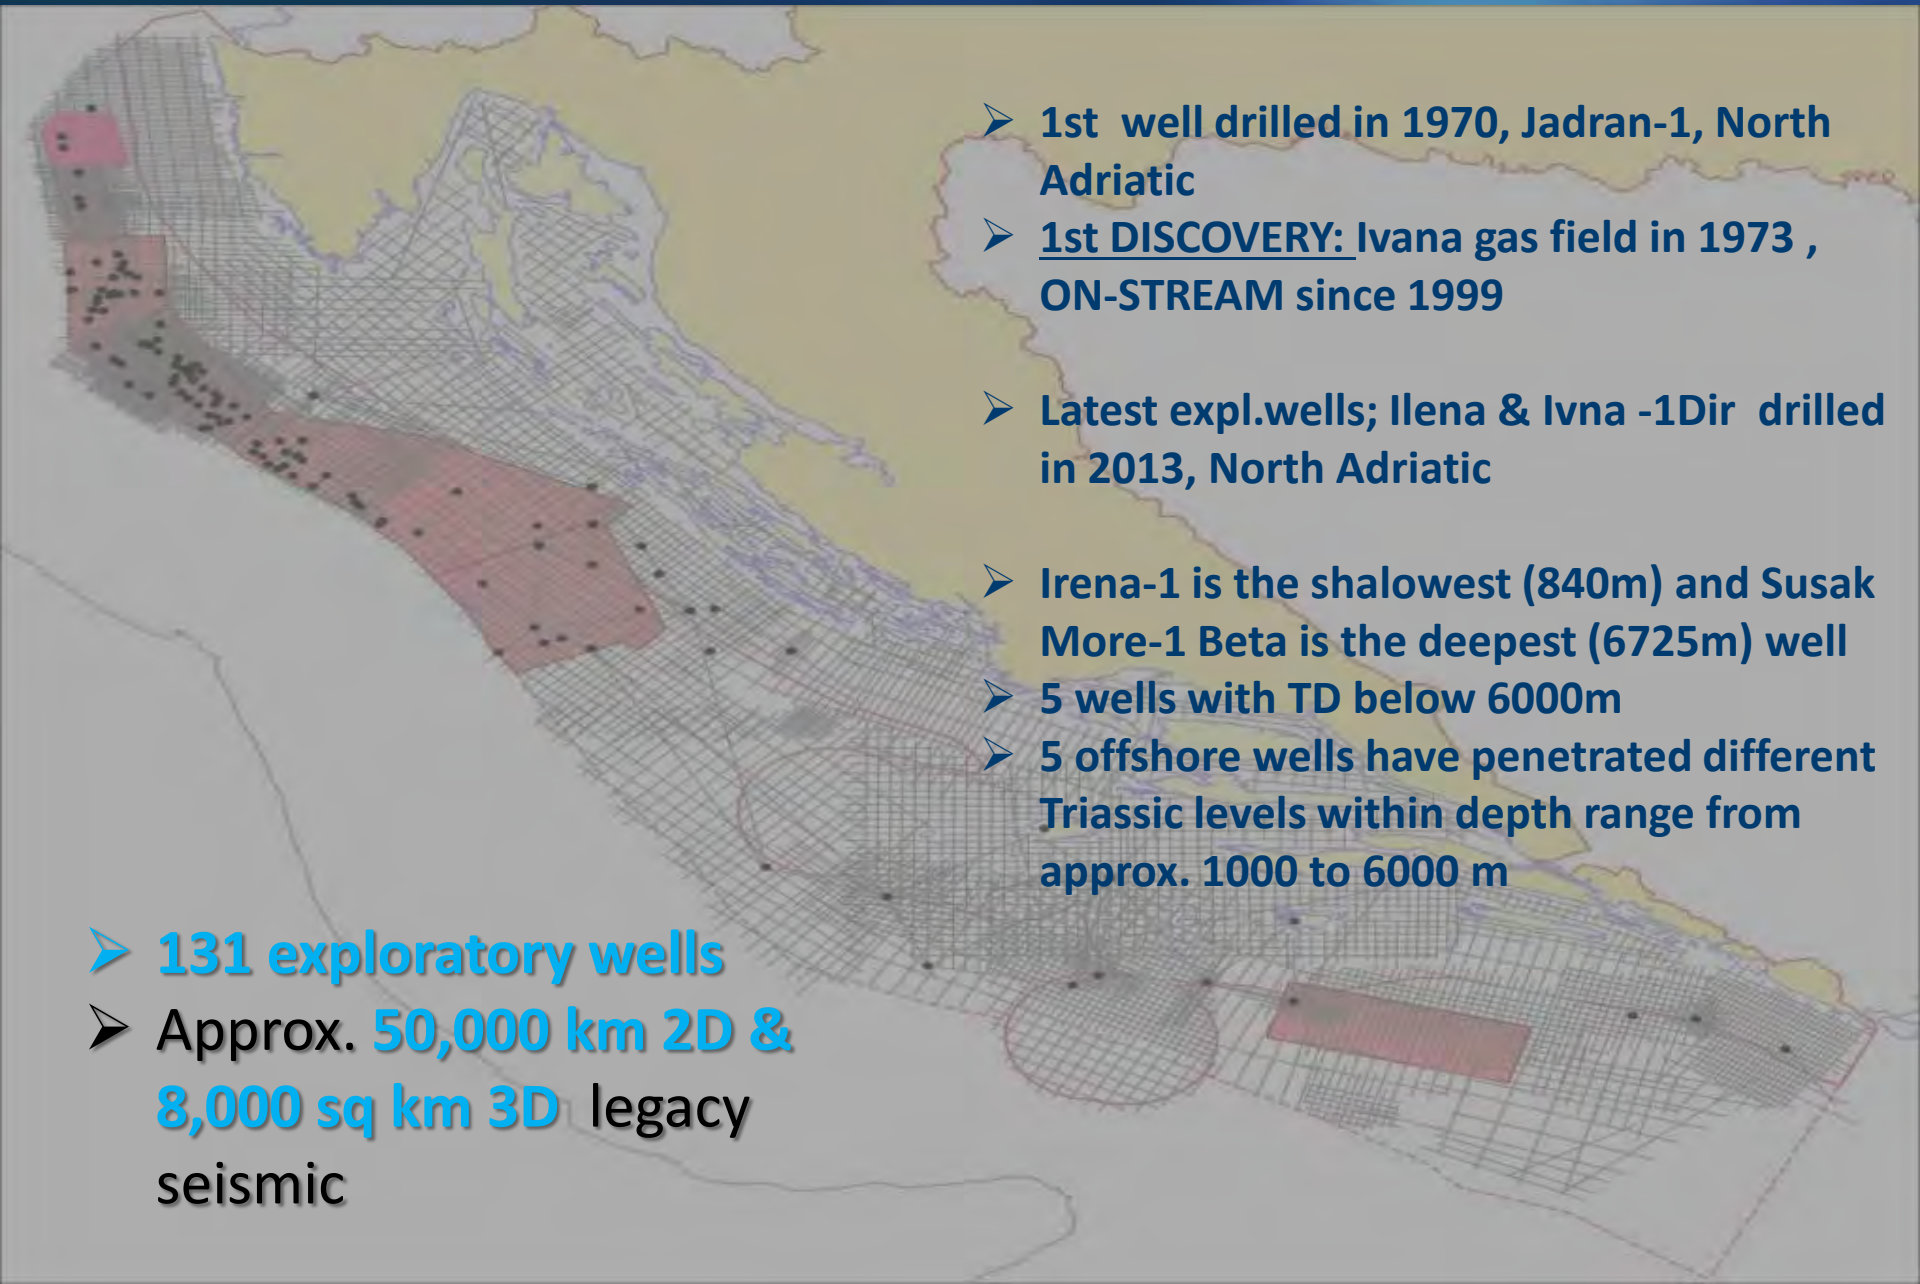 ➢ 1st well drilled in 1970, Jadran-1, North
Adriatic
➢ 1st DISCOVERY: Ivana gas field in 1973 ,
ON-STREAM since 1999
➢ Latest expl.wells; Ilena & Ivna -1Dir drilled
in 2013, North Adriatic
➢ Irena-1 is the shalowest (840m) and Susak
More-1 Beta is the deepest (6725m) well
➢ 5 wells with TD below 6000m
➢ 5 offshore wells have penetrated different
Triassic levels within depth range from
approx. 1000 to 6000 m
➢ 131 exploratory wells
➢ Approx. 50,000 km 2D &
8,000 sq km 3D legacy
seismic